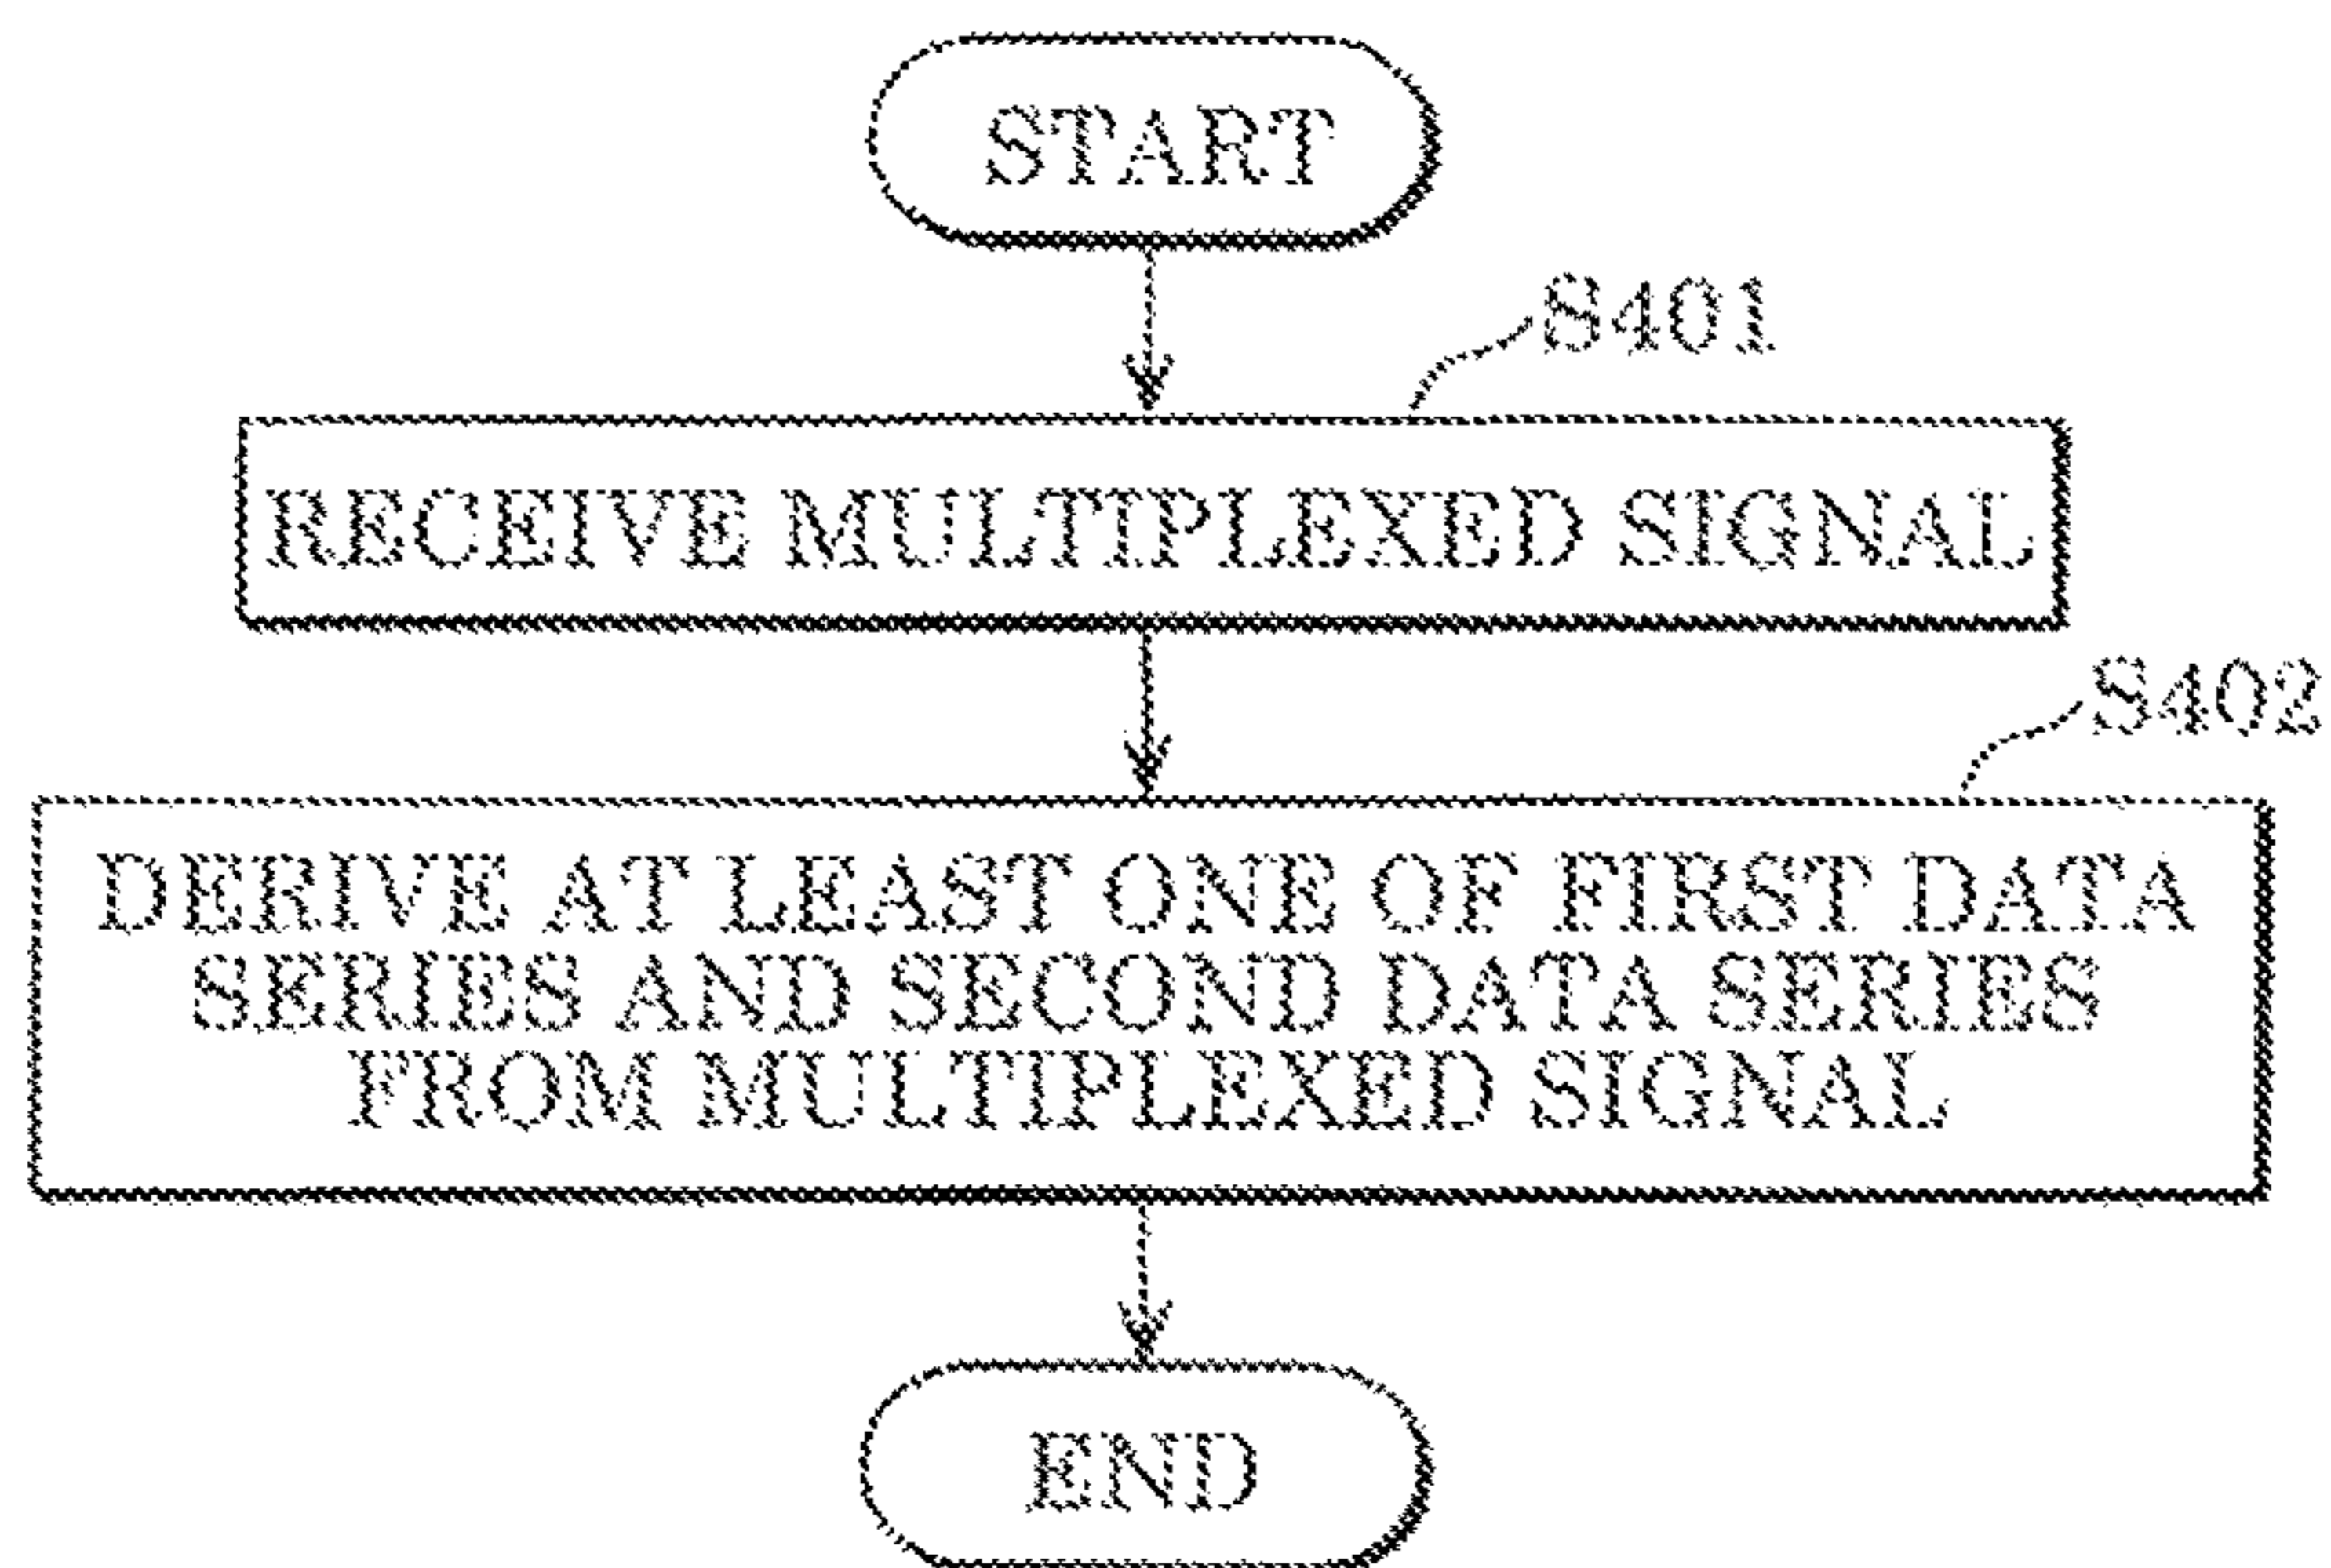 START
S401
RECEIVE MULTIPLEXED SIGNAL
S402
DERIVE AT LEAST ONE OF FIRST DATA
SERIES AND SECOND DATA SERIES
FROM MULTIPLEXED SIGNAL
END